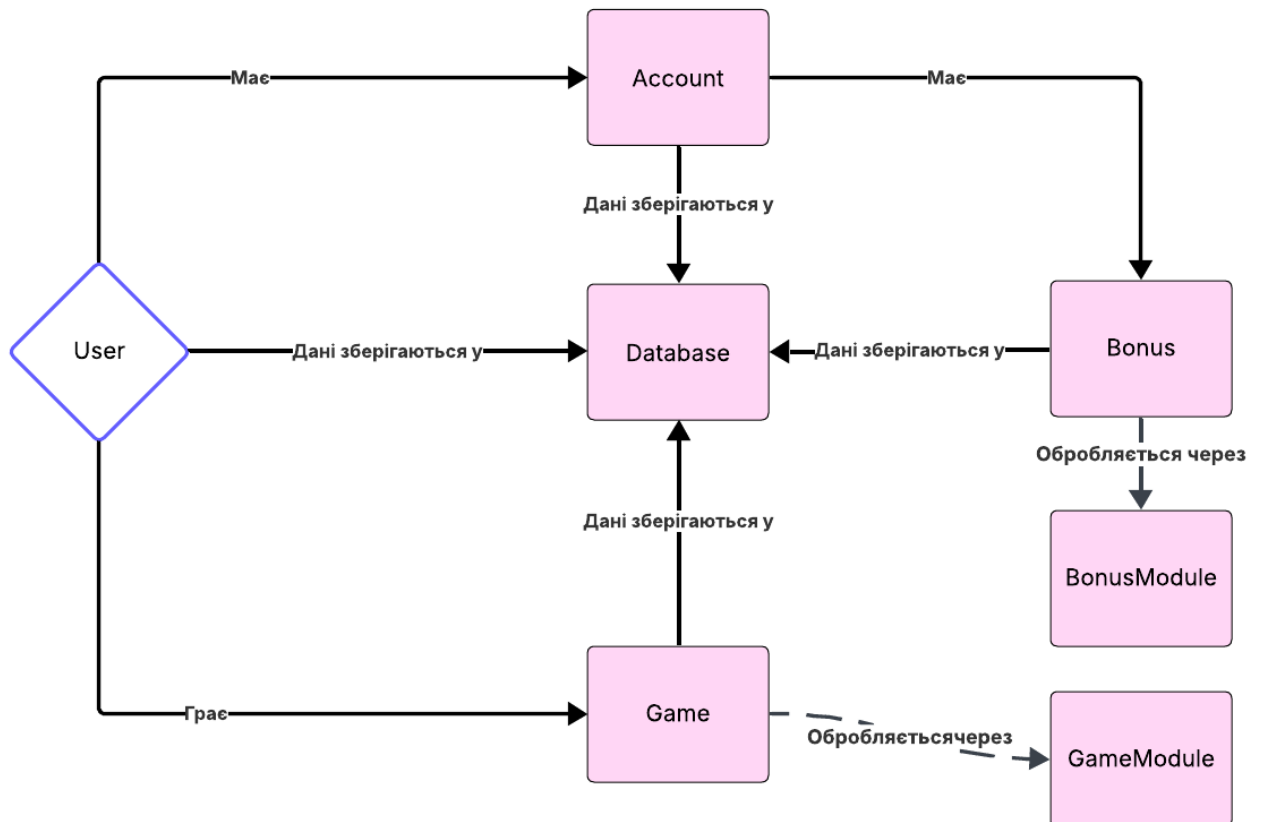 Account
Має
Має
Дані зберігаються у
User
Дані зберігаються у
Database
Дані зберігаються у
Bonus
Обробляється через
Дані зберігаються у
BonusModule
Грає
Game
Обробляєтьсячерез
GameModule